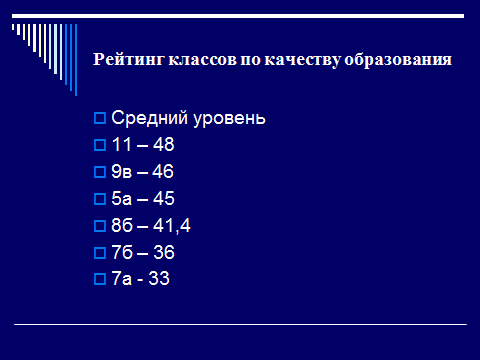 Рейтинг классов по качеству образования
Средний уровень
11 – 48
9в – 46
5а – 45
8б – 41,4
7б – 36
7а - 33